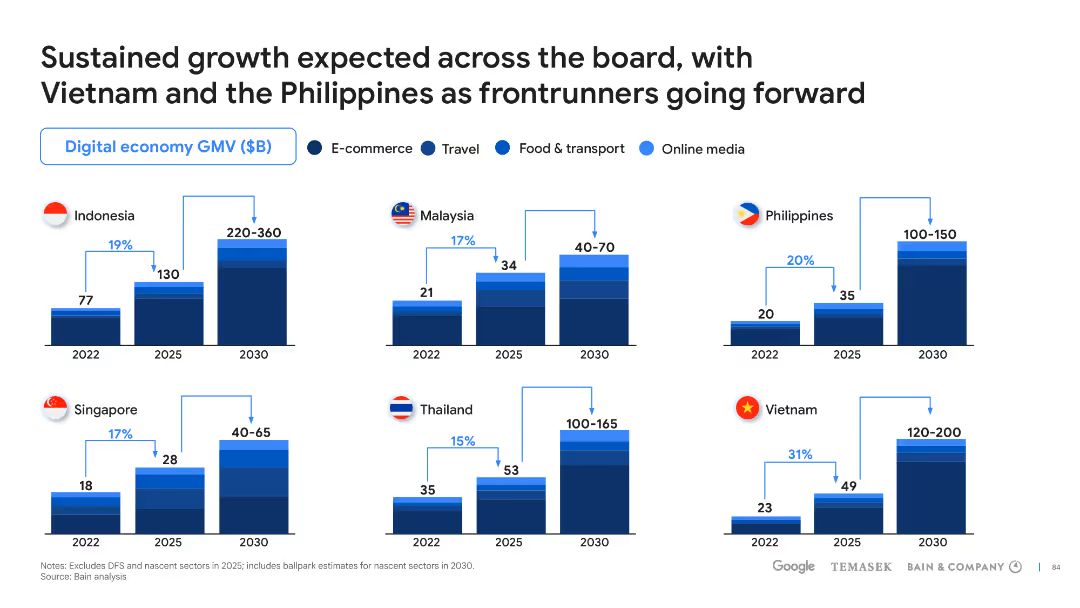 Sustained growth expected across the board, with
Vietnam and the Philippines as frontrunners going forward
Digital economy GMV ($B)
E-commerce
Travel
Food & transport
Online media
Indonesia
77
19%
130
220-360
2022
2025
2030
Malaysia
21
17%
34
40-70
2022
2025
2030
Philippines
20
20%
35
100-150
2022
2025
2030
Singapore
18
17%
28
40-65
2022
2025
2030
Thailand
35
15%
53
100-165
2022
2025
2030
Vietnam
23
31%
49
120-200
2022
2025
2030
Notes: Excludes DFS and nascent sectors in 2025; includes ballpark estimates for nascent sectors in 2030.
Source: Bain analysis
Google
TEMASEK
BAIN & COMPANY
84